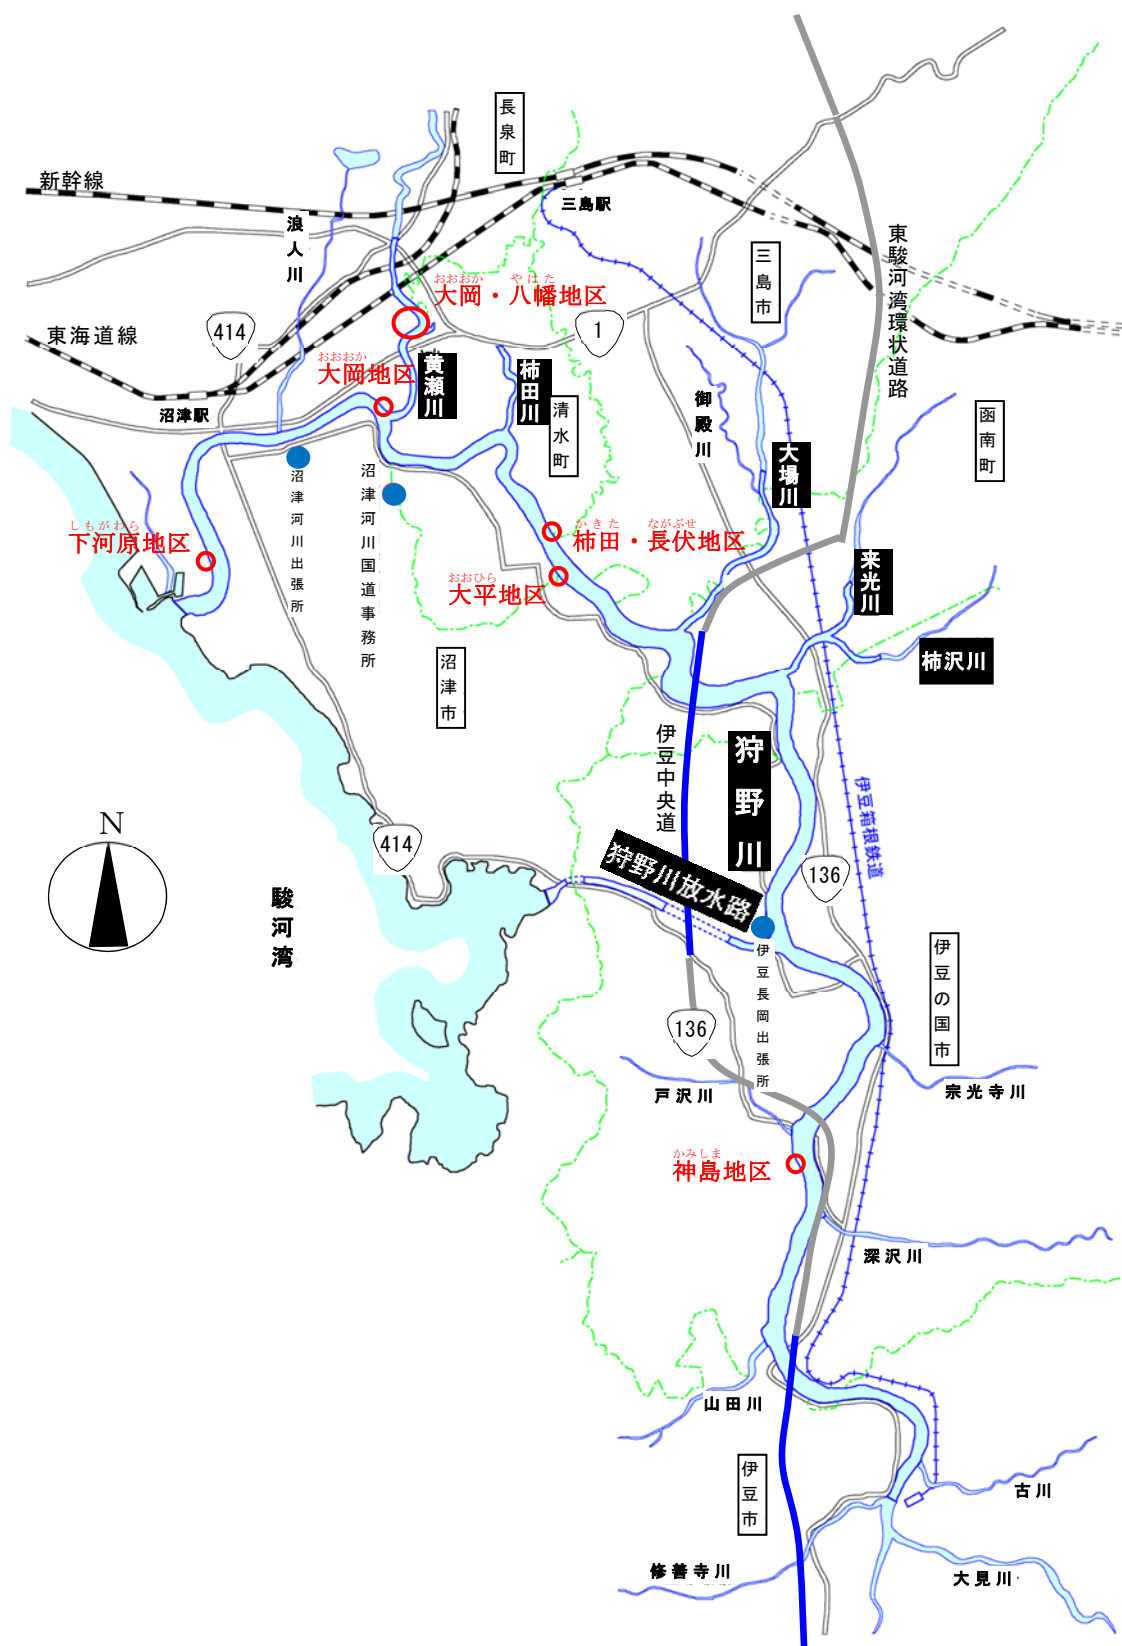 長泉町
新幹線
三島駅
浪人川
東駿河湾環状道路
三島市
おおおか やはた
大岡・八幡地区
東海道線
414
1
おおおか
大岡地区
黄瀬川
柿田川
清水町
御殿川
函南町
沼津駅
大場川
沼津河川出張所
沼津河川国道事務所
しもがわら
下河原地区
かきた ながぶせ
柿田・長伏地区
おおひら
大平地区
来光川
柿沢川
沼津市
伊豆中央道
狩野川
伊豆箱根鉄道
N
414
狩野川放水路
136
駿河湾
伊豆長岡出張所
伊豆の国市
136
戸沢川
宗光寺川
かみしま
神島地区
深沢川
山田川
伊豆市
古川
修善寺川
大見川